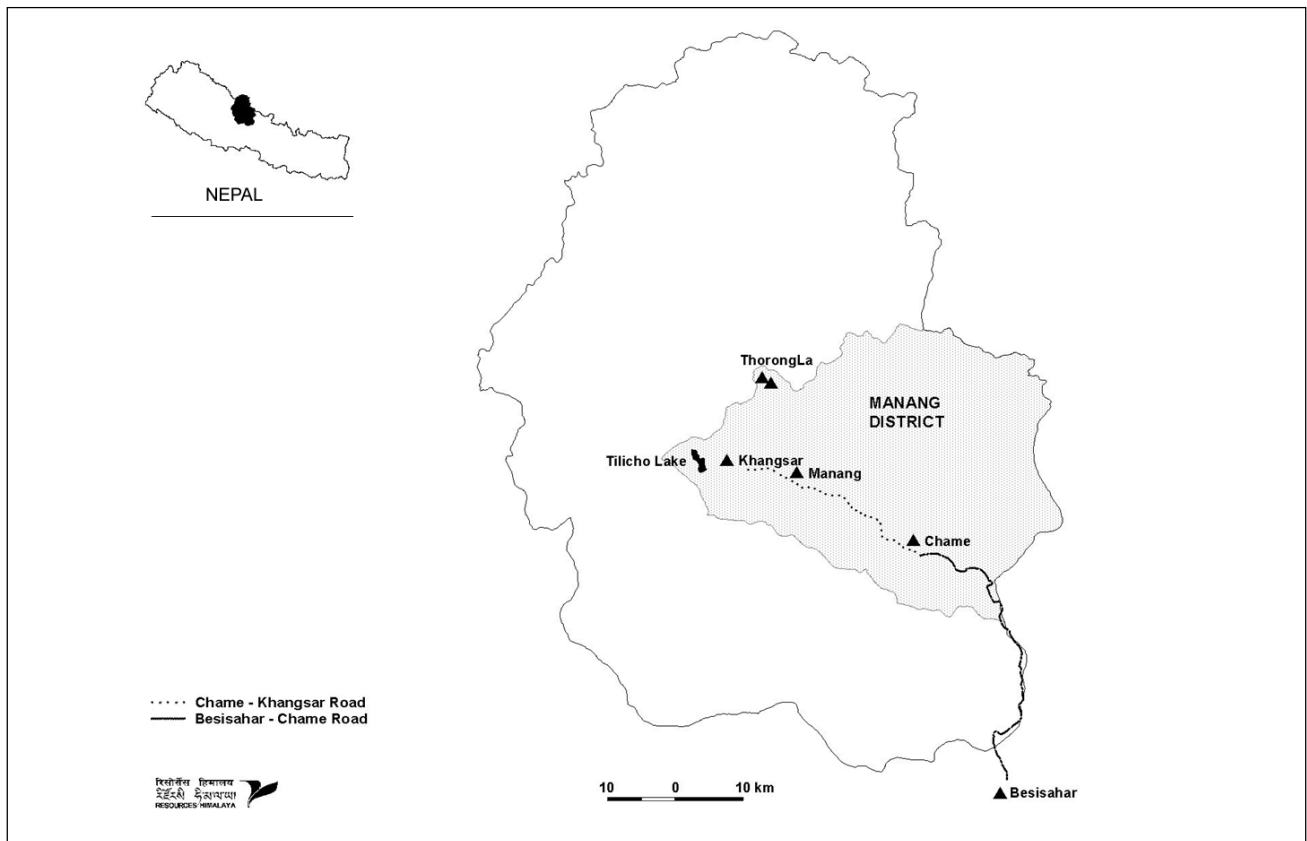 NEPAL
ThorongLa
MANANG
DISTRICT
Tilicho Lake
Khangsar
Manang
Chame
Chame - Khangsar Road
Besisahar - Chame Road
रिसोर्सेस हिमालय
RESOURCES HIMALAYA
10 0 10 km
Besisahar